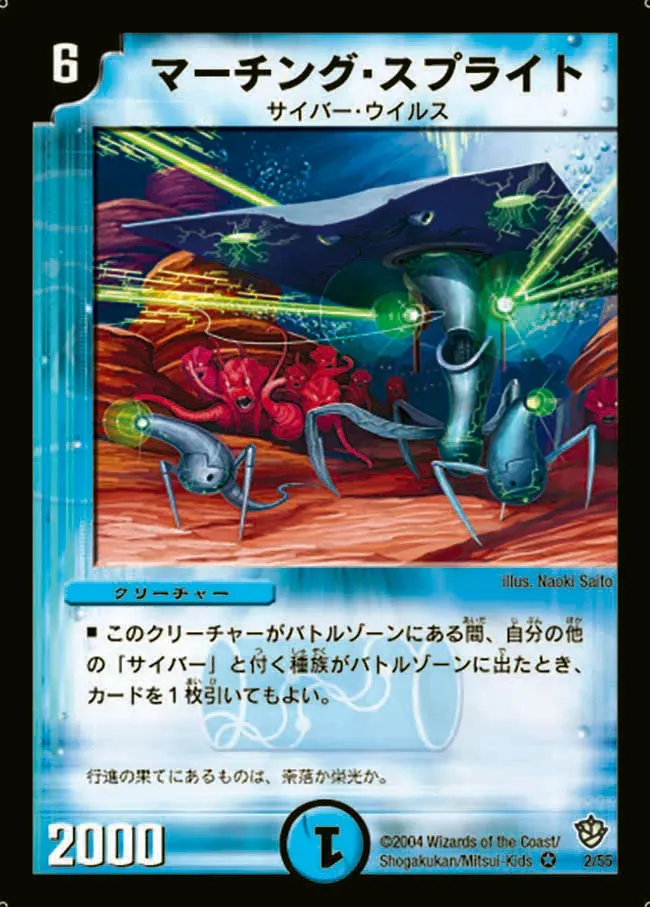 6
マーチング・スプライト
サイバー・ウイルス
illus. Naoki Saito
クリーチャー
■ このクリーチャーがバトルゾーンにある間、自分の他
の「サイバー」と付く種族がバトルゾーンに出たとき、
カードを1枚引いてもよい。
行進の果てにあるものは、奈落か栄光か。
2000
1
©2004 Wizards of the Coast/
Shogakukan/Mitsui-Kids
2/55